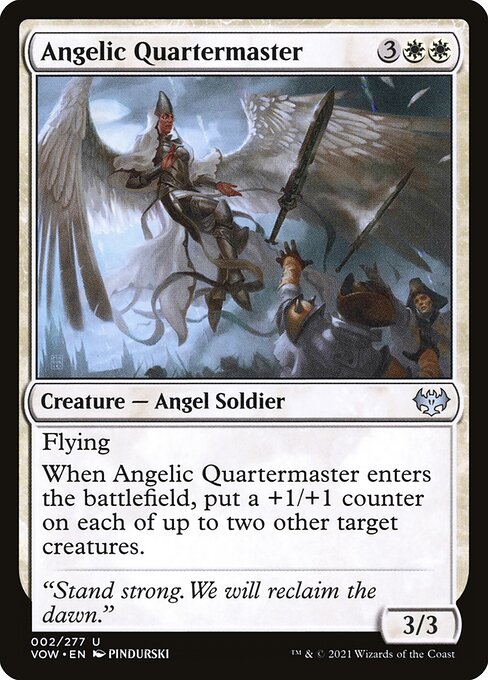 Angelic Quartermaster 3
Creature — Angel Soldier
Flying
When Angelic Quartermaster enters
the battlefield, put a +1/+1 counter
on each of up to two other target
creatures.
“Stand strong. We will reclaim the
dawn.”
3/3
002/277 U
VOW • EN PINDURSKI
™ & © 2021 Wizards of the Coast